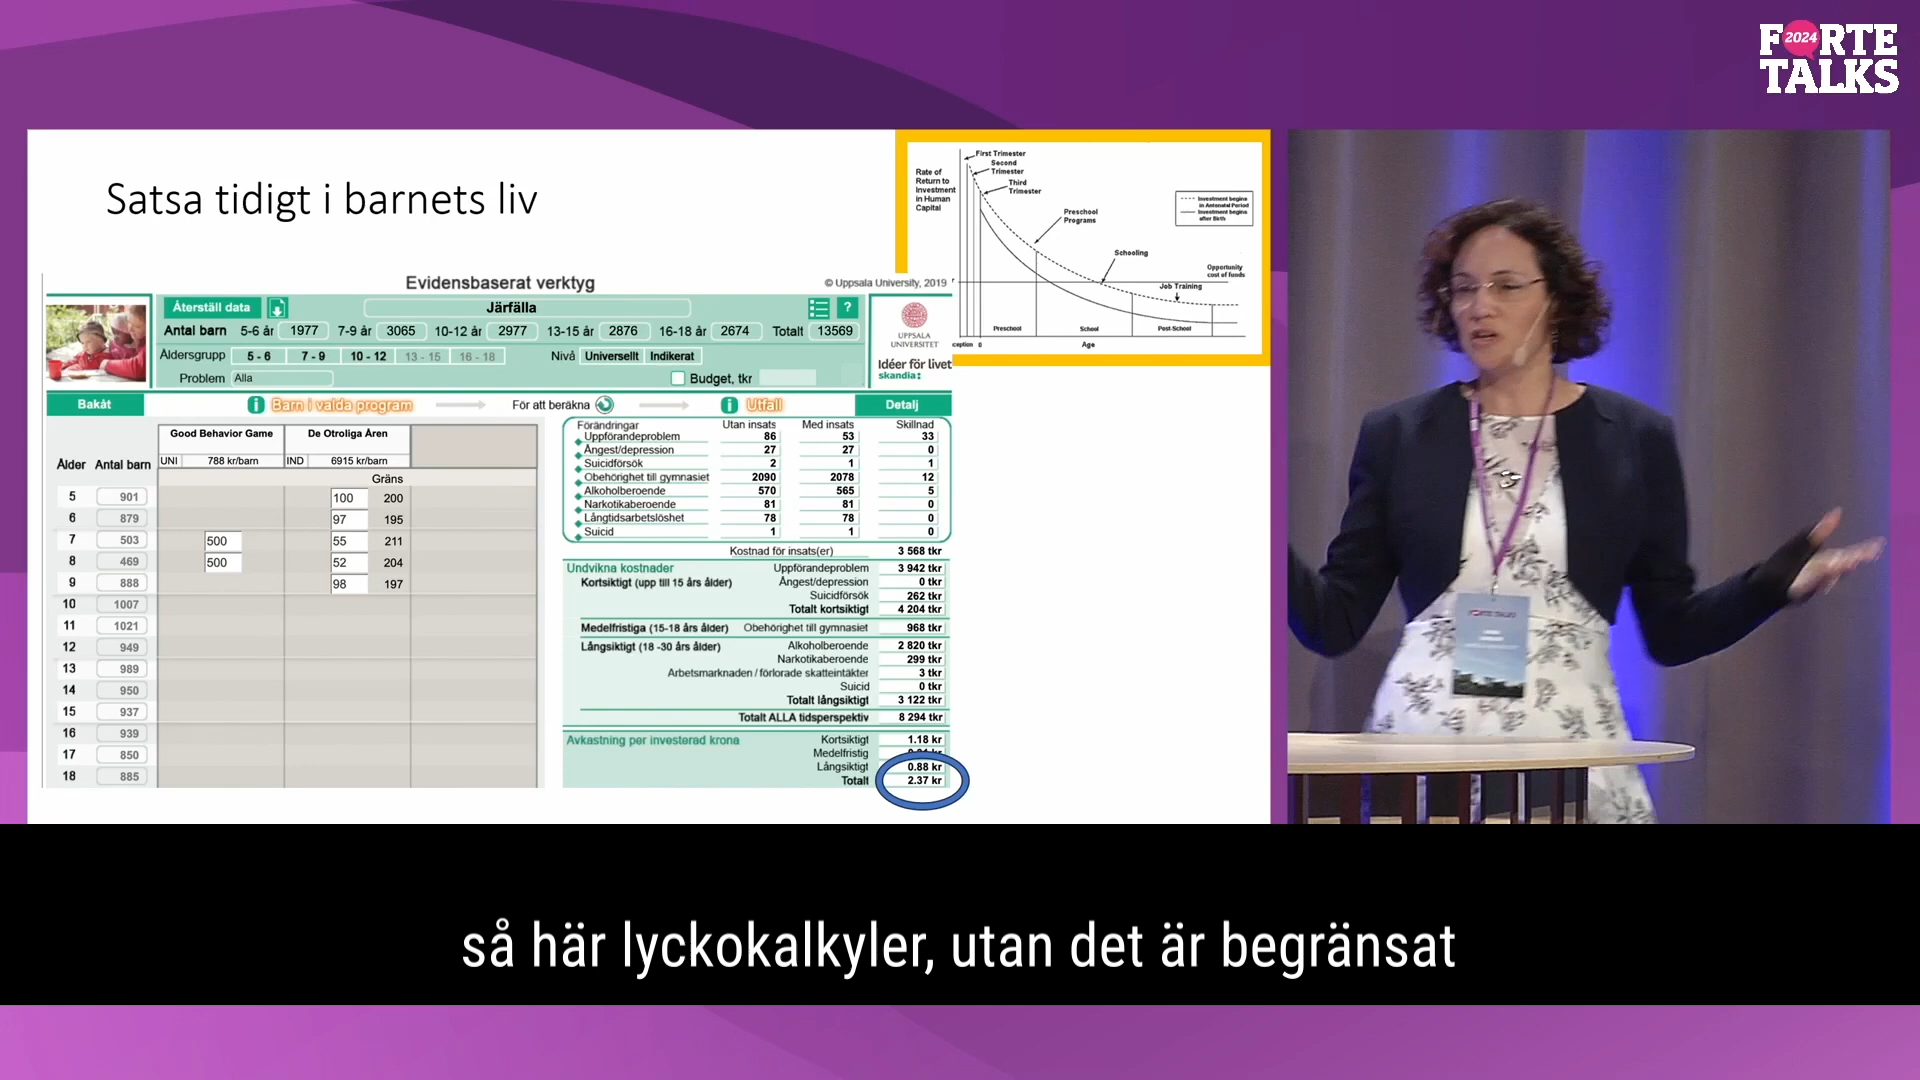 FORTE
2024
TALKS
Satsa tidigt i barnets liv
Rate of
Return to
Investment
in Human
Capital
First Trimester
Second
Trimester
Third
Trimester
Preschool
Programs
Schooling
Job Training
Opportunity
cost of funds
Investment begins
in Antenatal Period
Investment begins
after Birth
Preschool
School
Post-School
ception 0
Age
Evidensbaserat verktyg
© Uppsala University, 2019
Återställ data
Järfälla
?
Antal barn 5-6 år 1977 7-9 år 3065 10-12 år 2977 13-15 år 2876 16-18 år 2674 Totalt 13569
Åldersgrupp 5 - 6 7 - 9 10 - 12 13 - 15 16 - 18 Nivå Universellt Indikerat
Problem Alla Budget, tkr
UPPSALA
UNIVERSITET
Idéer för livet
skandia:
Bakåt
i Barn i valda program
För att beräkna
i Utfall
Detalj
Good Behavior Game De Otroliga Åren
Ålder Antal barn UNI 788 kr/barn IND 6915 kr/barn
Gräns
5 901 100 200
6 879 97 195
7 503 500 55 211
8 469 500 52 204
9 888 98 197
10 1007
11 1021
12 949
13 989
14 950
15 937
16 939
17 850
18 885
Förändringar Utan insats Med insats Skillnad
Uppförandeproblem 86 53 33
Ångest/depression 27 27 0
Suicidförsök 2 1 1
Obehörighet till gymnasiet 2090 2078 12
Alkoholberoende 570 565 5
Narkotikaberoende 81 81 0
Långtidsarbetslöshet 78 78 0
Suicid 1 1 0
Kostnad för insats(er) 3 568 tkr
Undvikna kostnader Uppförandeproblem 3 942 tkr
Kortsiktigt (upp till 15 års ålder) Ångest/depression 0 tkr
Suicidförsök 262 tkr
Totalt kortsiktigt 4 204 tkr
Medelfristiga (15-18 års ålder) Obehörighet till gymnasiet 968 tkr
Långsiktigt (18 -30 års ålder) Alkoholberoende 2 820 tkr
Narkotikaberoende 299 tkr
Arbetsmarknaden / förlorade skatteintäkter 3 tkr
Suicid 0 tkr
Totalt långsiktigt 3 122 tkr
Totalt ALLA tidsperspektiv 8 294 tkr
Avkastning per investerad krona Kortsiktigt 1.18 kr
Medelfristig
Långsiktigt 0.88 kr
Totalt 2.37 kr
FORTE TALKS
så här lyckokalkyler, utan det är begränsat